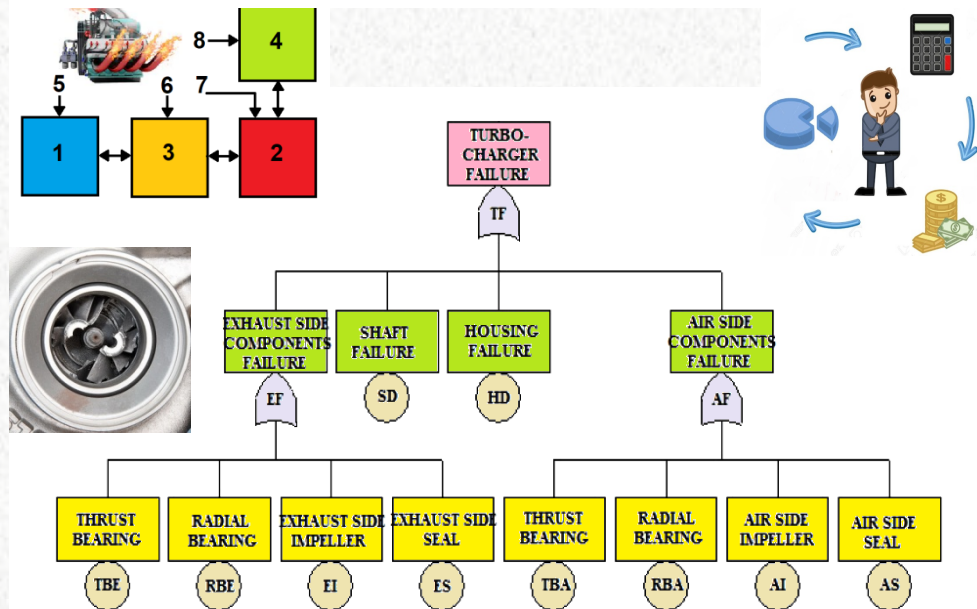 8
4
5
6
7
1
3
2
TURBO-
CHARGER
FAILURE
TF
EXHAUST SIDE
COMPONENTS
FAILURE
SHAFT
FAILURE
HOUSING
FAILURE
AIR SIDE
COMPONENTS
FAILURE
EF
SD
HD
AF
THRUST
BEARING
RADIAL
BEARING
EXHAUST SIDE
IMPELLER
EXHAUST SIDE
SEAL
THRUST
BEARING
RADIAL
BEARING
AIR SIDE
IMPELLER
AIR SIDE
SEAL
TBE
RBE
EI
ES
TBA
RBA
AI
AS
$